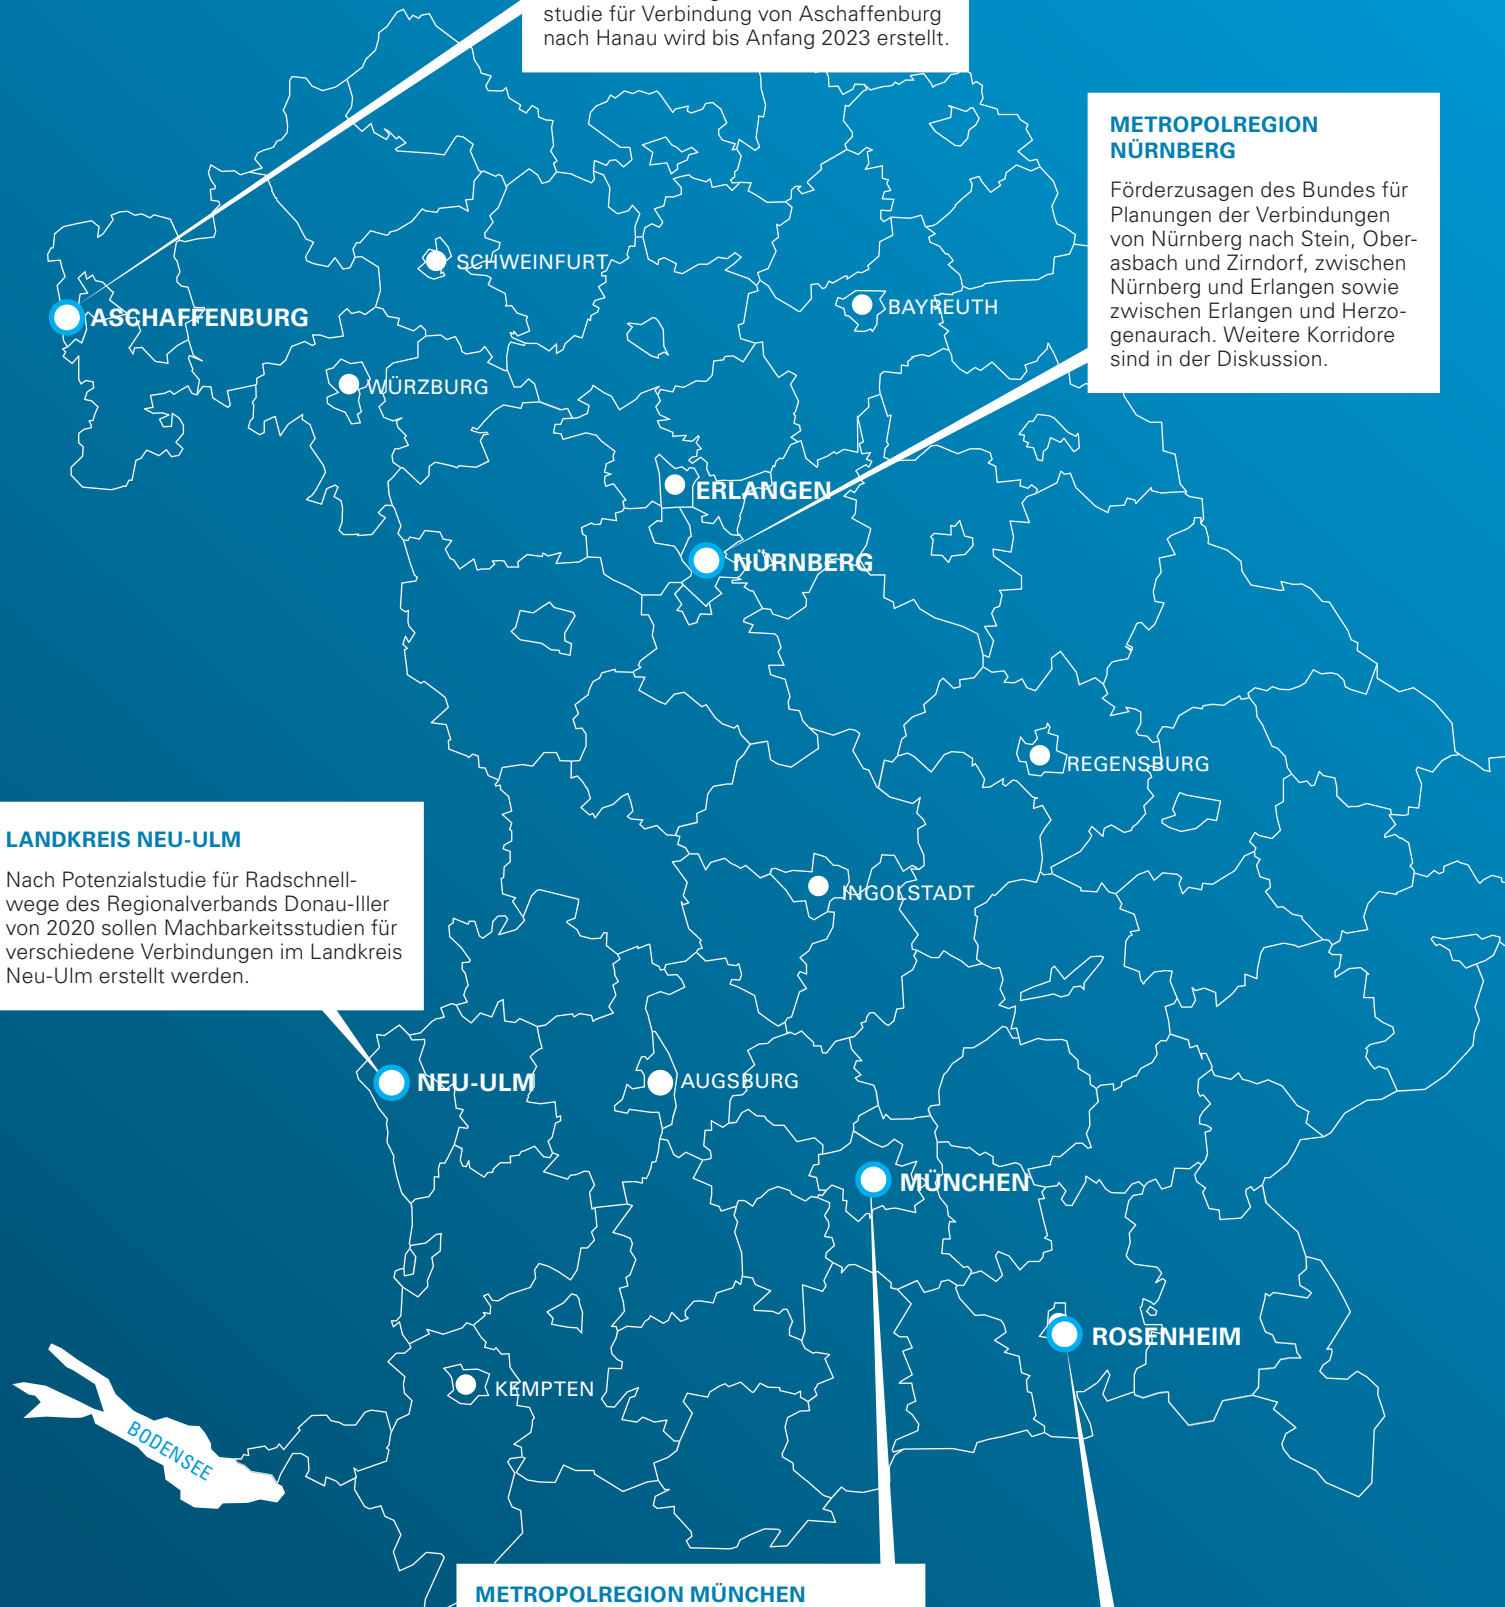 studie für Verbindung von Aschaffenburg
nach Hanau wird bis Anfang 2023 erstellt.
METROPOLREGION
NÜRNBERG
Förderzusagen des Bundes für
Planungen der Verbindungen
von Nürnberg nach Stein, Ober-
asbach und Zirndorf, zwischen
Nürnberg und Erlangen sowie
zwischen Erlangen und Herzo-
genaurach. Weitere Korridore
sind in der Diskussion.
SCHWEINFURT
BAYREUTH
ASCHAFFENBURG
WÜRZBURG
ERLANGEN
NÜRNBERG
REGENSBURG
LANDKREIS NEU-ULM
Nach Potenzialstudie für Radschnell-
wege des Regionalverbands Donau-Iller
von 2020 sollen Machbarkeitsstudien für
verschiedene Verbindungen im Landkreis
Neu-Ulm erstellt werden.
INGOLSTADT
NEU-ULM
AUGSBURG
MÜNCHEN
ROSENHEIM
KEMPTEN
BODENSEE
METROPOLREGION MÜNCHEN